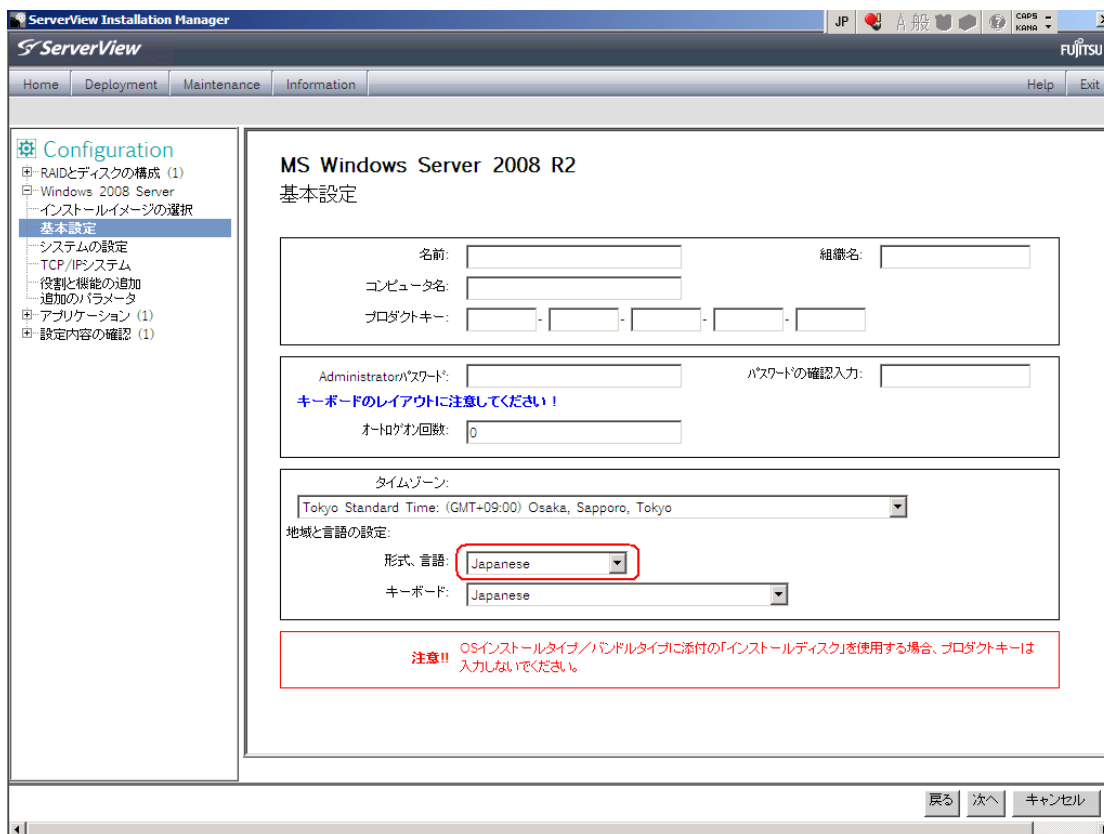 ServerView Installation Manager
JP A 般 CAPS KANA
ServerView
FUJITSU
Home Deployment Maintenance Information Help Exit
Configuration
RAIDとディスクの構成 (1)
Windows 2008 Server
インストールイメージの選択
基本設定
システムの設定
TCP/IPシステム
役割と機能の追加
追加のパラメータ
アプリケーション (1)
設定内容の確認 (1)
MS Windows Server 2008 R2
基本設定
名前: 組織名:
コンピュータ名:
プロダクトキー: - - - -
Administratorパスワード: パスワードの確認入力:
キーボードのレイアウトに注意してください！
オートログオン回数: 0
タイムゾーン:
Tokyo Standard Time: (GMT+09:00) Osaka, Sapporo, Tokyo
地域と言語の設定:
形式、言語: Japanese
キーボード: Japanese
注意!! OSインストールタイプ／バンドルタイプに添付の「インストールディスク」を使用する場合、プロダクトキーは
入力しないでください。
戻る 次へ キャンセル